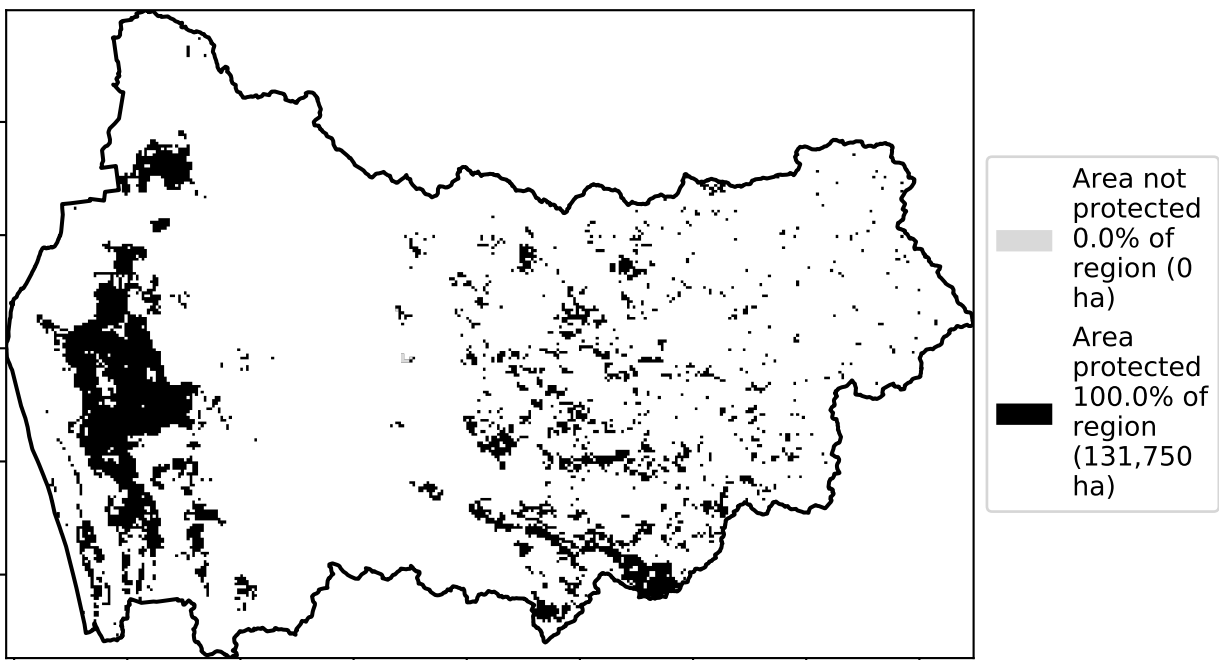 Area not
protected
0.0% of
region (0
ha)
Area
protected
100.0% of
region
(131,750
ha)